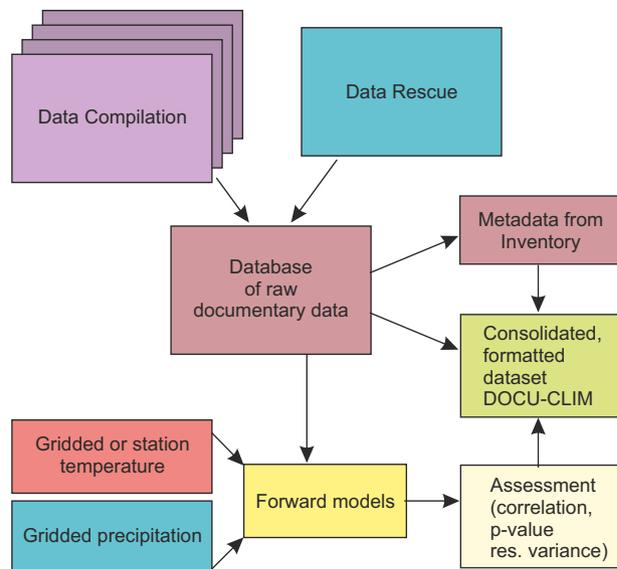 Data Compilation
Data Rescue
Metadata from
Inventory
Database
of raw
documentary data
Consolidated,
formatted
dataset
DOCU-CLIM
Gridded or station
temperature
Forward models
Assessment
(correlation,
p-value
res. variance)
Gridded precipitation